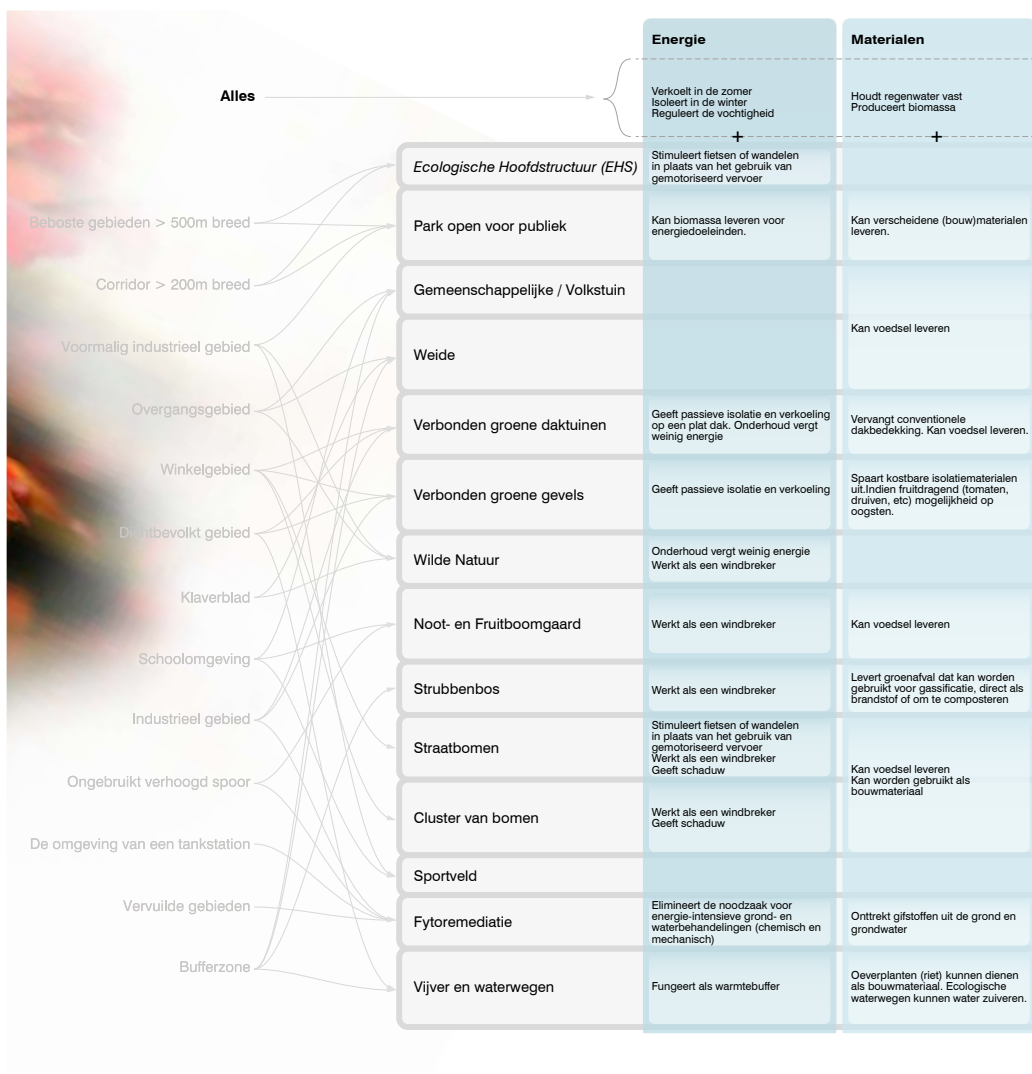 Energie
Materialen
Alles
Verkoelt in de zomer
Isoleert in de winter
Reguleert de vochtigheid
Houdt regenwater vast
Produceert biomassa
+
+
Ecologische Hoofdstructuur (EHS)
Stimuleert fietsen of wandelen
in plaats van het gebruik van
gemotoriseerd vervoer
Beboste gebieden > 500m breed
Park open voor publiek
Kan biomassa leveren voor
energiedoeleinden.
Kan verscheidene (bouw)materialen
leveren.
Corridor > 200m breed
Gemeenschappelijke / Volkstuin
Kan voedsel leveren
Voormalig industrieel gebied
Weide
Overgangsgebied
Verbonden groene daktuinen
Geeft passieve isolatie en verkoeling
op een plat dak. Onderhoud vergt
weinig energie
Vervangt conventionele
dakbedekking. Kan voedsel leveren.
Winkelgebied
Verbonden groene gevels
Geeft passieve isolatie en verkoeling
Spaart kostbare isolatiematerialen
uit.Indien fruitdragend (tomaten,
druiven, etc) mogelijkheid op
oogsten.
Dichtbevolkt gebied
Wilde Natuur
Onderhoud vergt weinig energie
Werkt als een windbreker
Klaverblad
Noot- en Fruitboomgaard
Werkt als een windbreker
Kan voedsel leveren
Schoolomgeving
Strubbenbos
Werkt als een windbreker
Levert groenafval dat kan worden
gebruikt voor gassificatie, direct als
brandstof of om te composteren
Industrieel gebied
Straatbomen
Stimuleert fietsen of wandelen
in plaats van het gebruik van
gemotoriseerd vervoer
Werkt als een windbreker
Geeft schaduw
Kan voedsel leveren
Kan worden gebruikt als
bouwmateriaal
Ongebruikt verhoogd spoor
Cluster van bomen
Werkt als een windbreker
Geeft schaduw
De omgeving van een tankstation
Sportveld
Vervuilde gebieden
Fytoremediatie
Elimineert de noodzaak voor
energie-intensieve grond- en
waterbehandelingen (chemisch en
mechanisch)
Onttrekt gifstoffen uit de grond en
grondwater
Bufferzone
Vijver en waterwegen
Fungeert als warmtebuffer
Oeverplanten (riet) kunnen dienen
als bouwmateriaal. Ecologische
waterwegen kunnen water zuiveren.